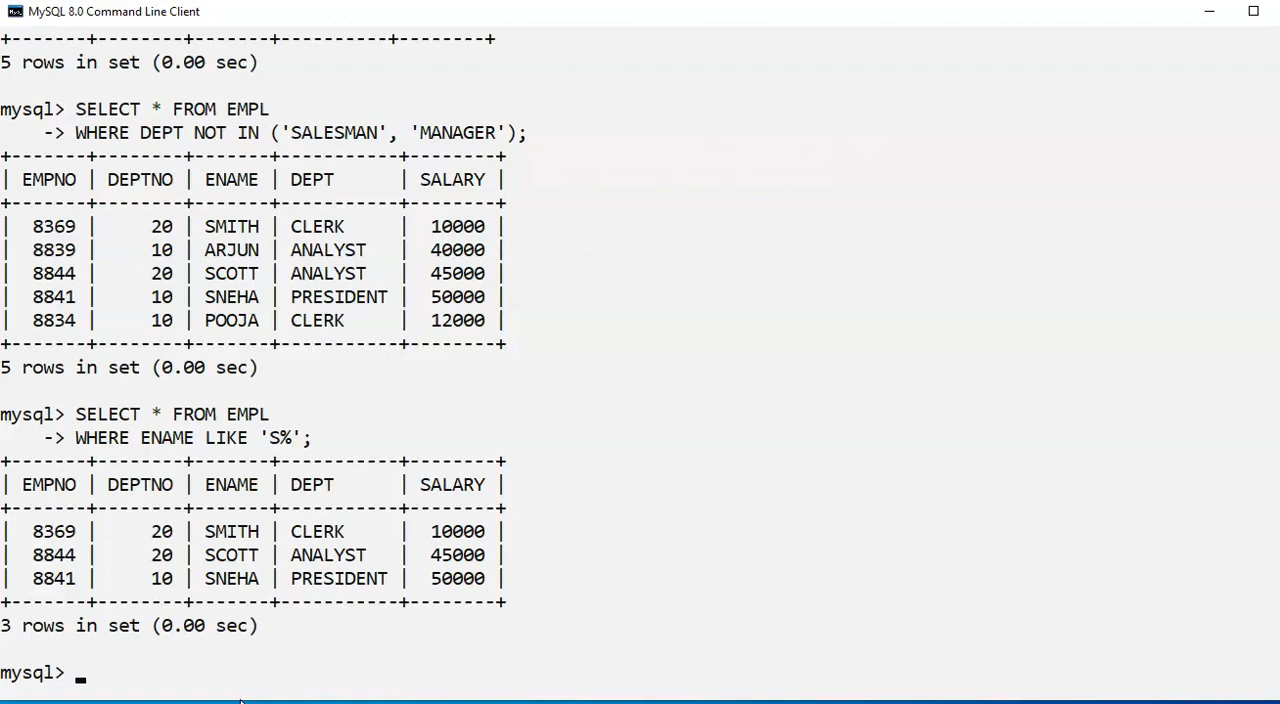 MySQL 8.0 Command Line Client
+-------+--------+-------+----------+--------+
5 rows in set (0.00 sec)
mysql> SELECT * FROM EMPL
    -> WHERE DEPT NOT IN ('SALESMAN', 'MANAGER');
+-------+--------+-------+-----------+--------+
| EMPNO | DEPTNO | ENAME | DEPT      | SALARY |
+-------+--------+-------+-----------+--------+
|  8369 |     20 | SMITH | CLERK     |  10000 |
|  8839 |     10 | ARJUN | ANALYST   |  40000 |
|  8844 |     20 | SCOTT | ANALYST   |  45000 |
|  8841 |     10 | SNEHA | PRESIDENT |  50000 |
|  8834 |     10 | POOJA | CLERK     |  12000 |
+-------+--------+-------+-----------+--------+
5 rows in set (0.00 sec)
mysql> SELECT * FROM EMPL
    -> WHERE ENAME LIKE 'S%';
+-------+--------+-------+-----------+--------+
| EMPNO | DEPTNO | ENAME | DEPT      | SALARY |
+-------+--------+-------+-----------+--------+
|  8369 |     20 | SMITH | CLERK     |  10000 |
|  8844 |     20 | SCOTT | ANALYST   |  45000 |
|  8841 |     10 | SNEHA | PRESIDENT |  50000 |
+-------+--------+-------+-----------+--------+
3 rows in set (0.00 sec)
mysql> _